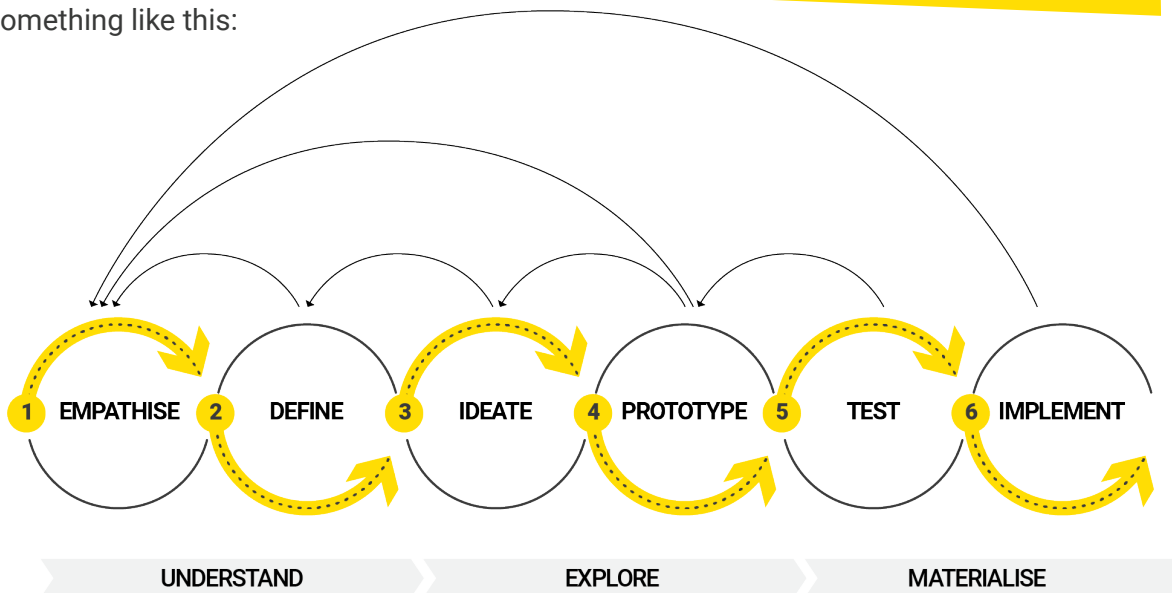 omething like this:
1 EMPATHISE 2 DEFINE 3 IDEATE 4 PROTOTYPE 5 TEST 6 IMPLEMENT
UNDERSTAND EXPLORE MATERIALISE